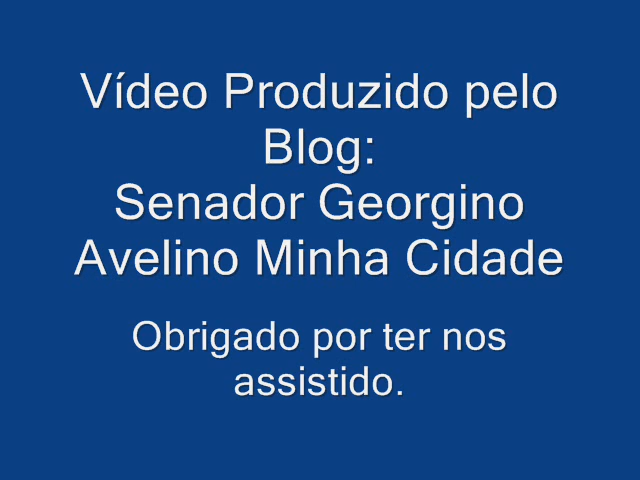 Vídeo Produzido pelo
Blog:
Senador Georgino
Avelino Minha Cidade
Obrigado por ter nos
assistido.